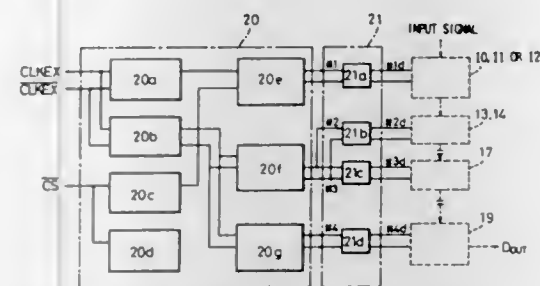 20
21
INPUT SIGNAL
CLKEX
CLKEX
CS
20a
20b
20c
20d
20e
20f
20g
#1
#2
#3
#4
21a
21b
21c
21d
#1d
#2d
#3d
#4d
10,11 OR 12
13,14
17
19
DOUT